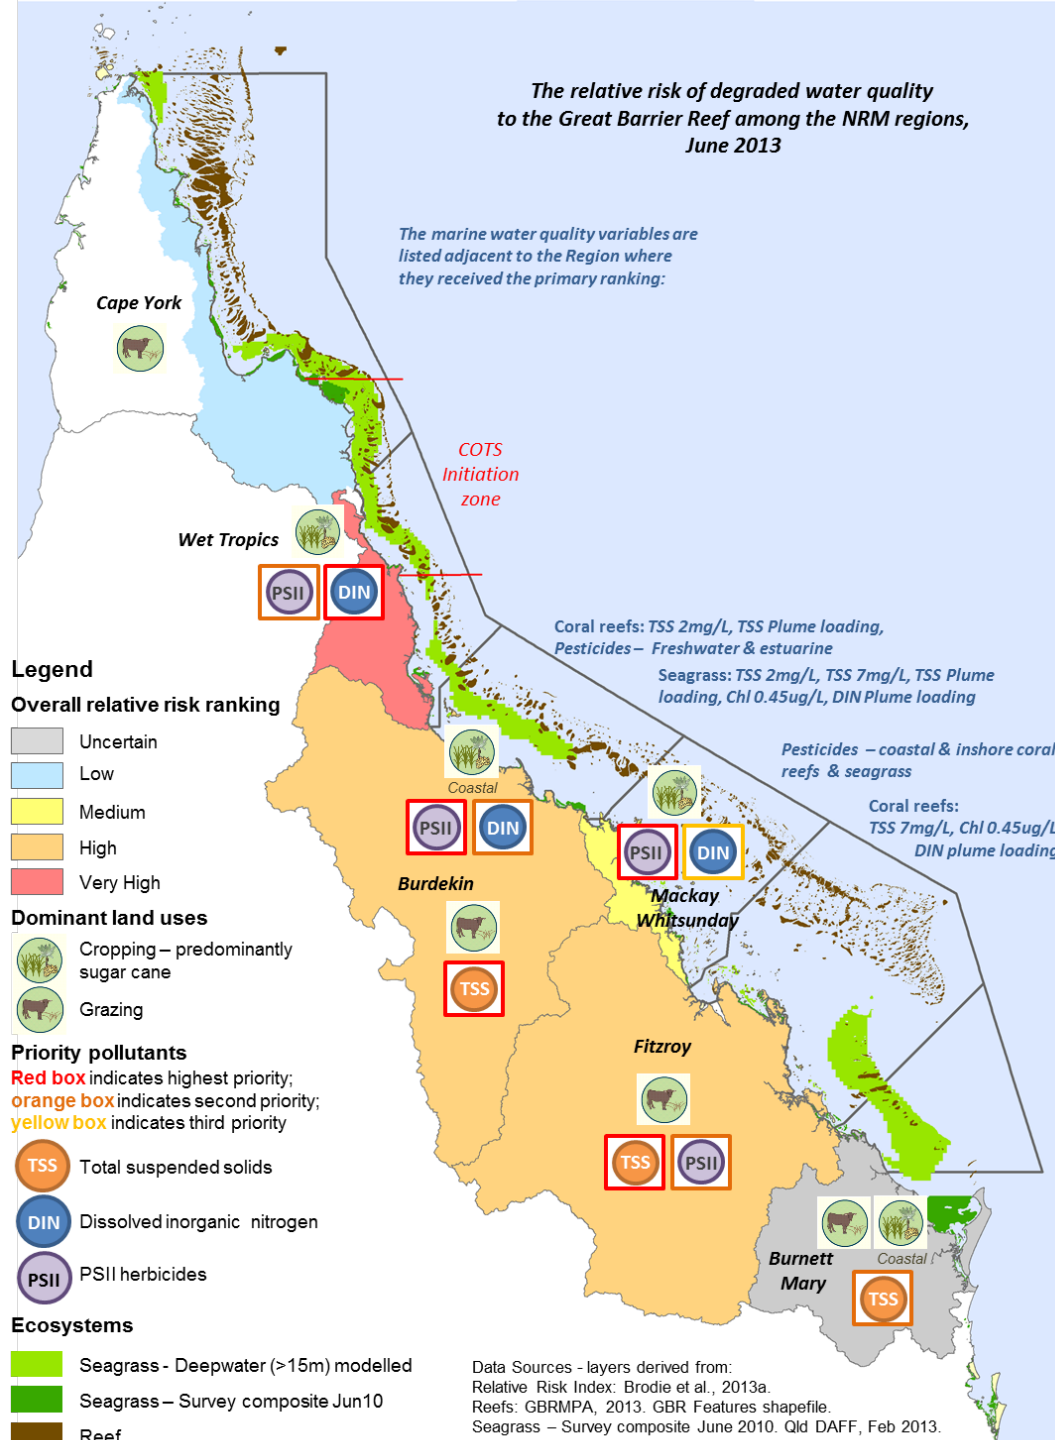 The relative risk of degraded water quality
to the Great Barrier Reef among the NRM regions,
June 2013
The marine water quality variables are
listed adjacent to the Region where
they received the primary ranking:
Cape York
COTS
Initiation
zone
Wet Tropics
PSII
DIN
Coral reefs: TSS 2mg/L, TSS Plume loading,
Pesticides – Freshwater & estuarine
Seagrass: TSS 2mg/L, TSS 7mg/L, TSS Plume
loading, Chl 0.45ug/L, DIN Plume loading
Pesticides – coastal & inshore coral
reefs & seagrass
Coral reefs:
TSS 7mg/L, Chl 0.45ug/L
DIN plume loading
Coastal
PSII
DIN
Burdekin
TSS
PSII
DIN
Mackay
Whitsunday
Fitzroy
TSS
PSII
Coastal
Burnett
Mary
TSS
Legend
Overall relative risk ranking
Uncertain
Low
Medium
High
Very High
Dominant land uses
Cropping – predominantly
sugar cane
Grazing
Priority pollutants
Red box indicates highest priority;
orange box indicates second priority;
yellow box indicates third priority
TSS Total suspended solids
DIN Dissolved inorganic nitrogen
PSII PSII herbicides
Ecosystems
Seagrass - Deepwater (>15m) modelled
Seagrass – Survey composite Jun10
Reef
Data Sources - layers derived from:
Relative Risk Index: Brodie et al., 2013a.
Reefs: GBRMPA, 2013. GBR Features shapefile.
Seagrass – Survey composite June 2010. Qld DAFF, Feb 2013.